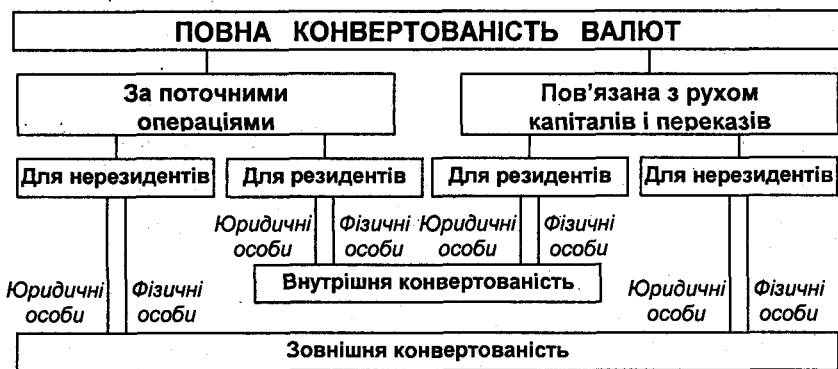 ПОВНА КОНВЕРТОВАНІСТЬ ВАЛЮТ
За поточними
операціями
Пов'язана з рухом
капіталів і переказів
Для нерезидентів
Для резидентів
Для резидентів
Для нерезидентів
Юридичні
особи
Фізичні
особи
Юридичні
особи
Фізичні
особи
Внутрішня конвертованість
Юридичні
особи
Фізичні
особи
Юридичні
особи
Фізичні
особи
Зовнішня конвертованість